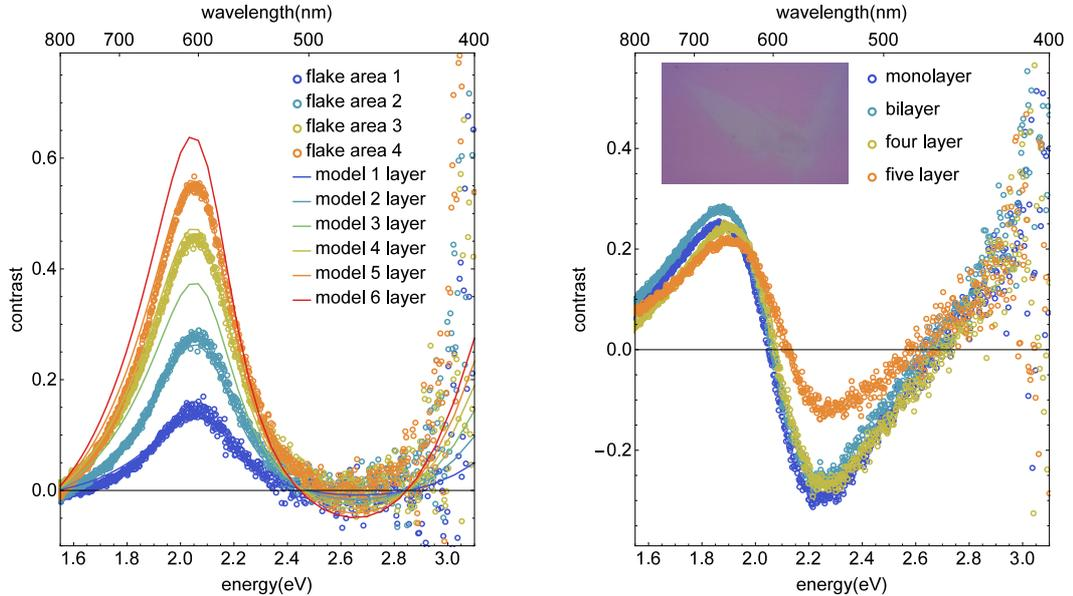 wavelength(nm)
800 700 600 500 400
flake area 1
flake area 2
flake area 3
flake area 4
model 1 layer
model 2 layer
model 3 layer
model 4 layer
model 5 layer
model 6 layer
0.6
0.4
0.2
0.0
contrast
1.6 1.8 2.0 2.2 2.4 2.6 2.8 3.0
energy(eV)
wavelength(nm)
800 700 600 500 400
monolayer
bilayer
four layer
five layer
0.4
0.2
0.0
−0.2
contrast
1.6 1.8 2.0 2.2 2.4 2.6 2.8 3.0
energy(eV)